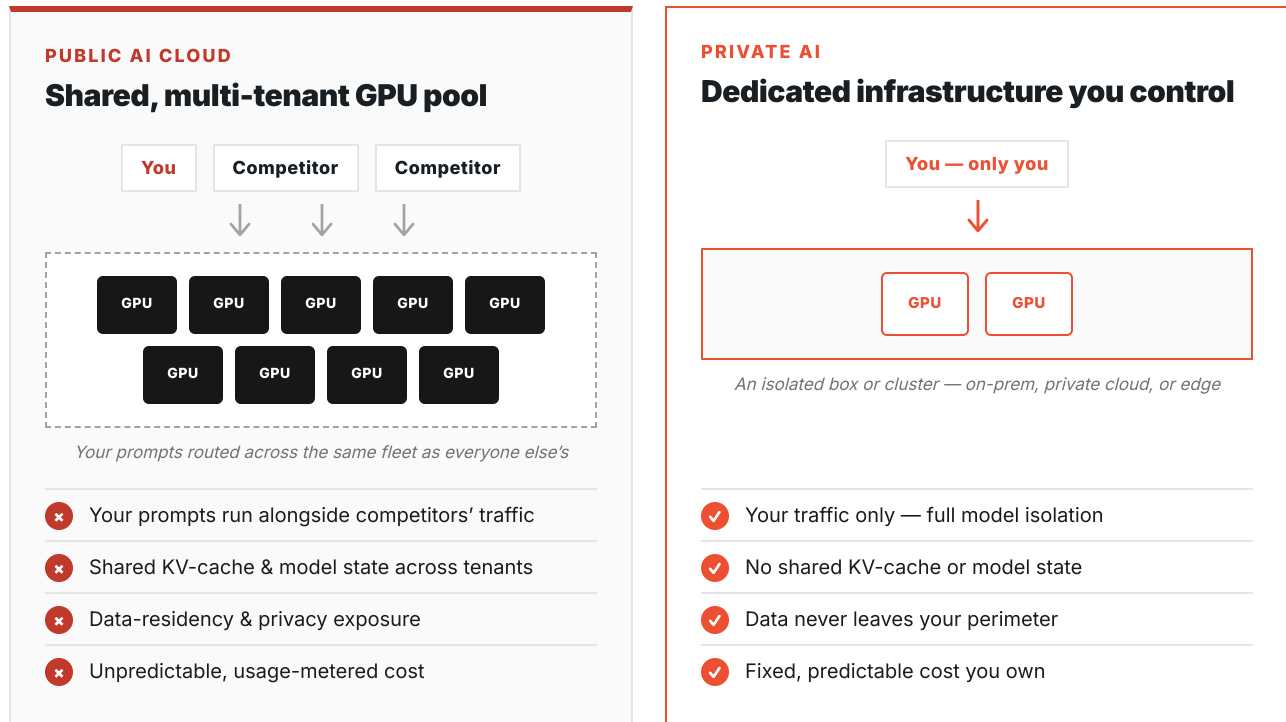 PUBLIC AI CLOUD
Shared, multi-tenant GPU pool
You
Competitor
Competitor
GPU
GPU
GPU
GPU
GPU
GPU
GPU
GPU
GPU
Your prompts routed across the same fleet as everyone else’s
Your prompts run alongside competitors’ traffic
Shared KV-cache & model state across tenants
Data-residency & privacy exposure
Unpredictable, usage-metered cost
PRIVATE AI
Dedicated infrastructure you control
You — only you
GPU
GPU
An isolated box or cluster — on-prem, private cloud, or edge
Your traffic only — full model isolation
No shared KV-cache or model state
Data never leaves your perimeter
Fixed, predictable cost you own